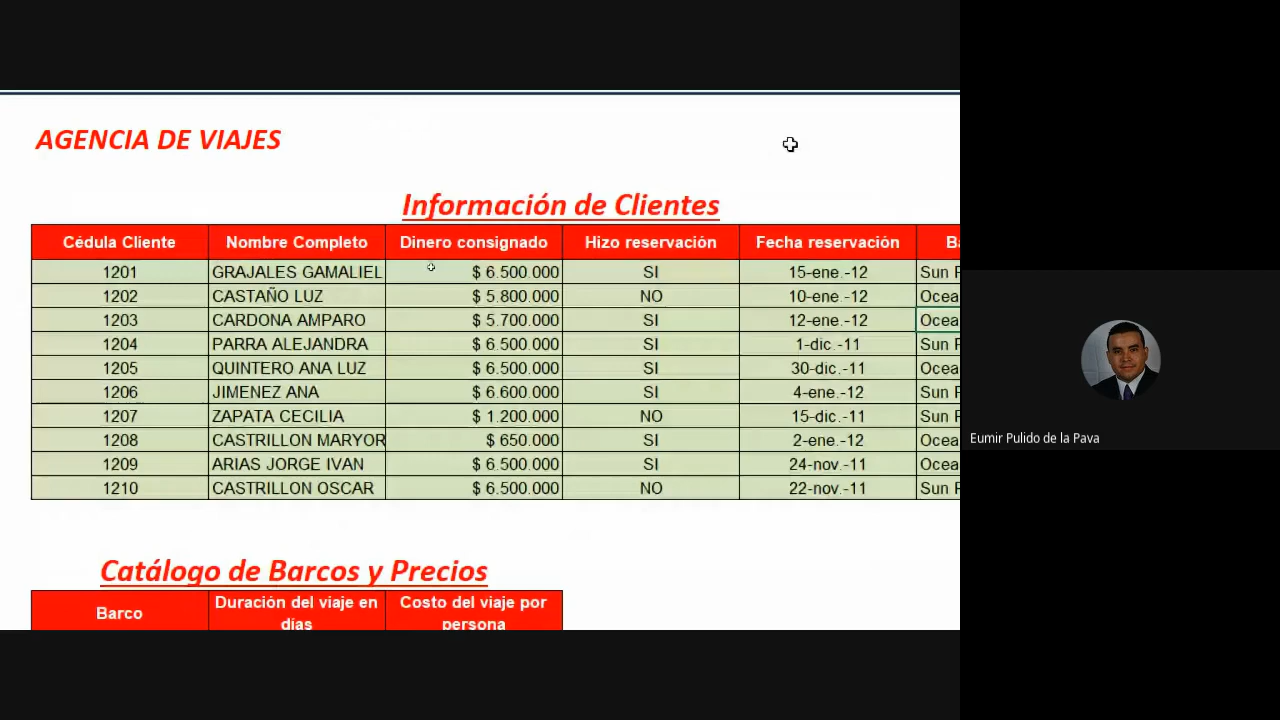 AGENCIA DE VIAJES
Información de Clientes
Cédula Cliente Nombre Completo Dinero consignado Hizo reservación Fecha reservación
1201 GRAJALES GAMALIEL $ 6.500.000 SI 15-ene.-12 Sun
1202 CASTAÑO LUZ $ 5.800.000 NO 10-ene.-12
1203 CARDONA AMPARO $ 5.700.000 SI 12-ene.-12
1204 PARRA ALEJANDRA $ 6.500.000 SI 1-dic.-11 Sun
1205 QUINTERO ANA LUZ $ 6.500.000 SI 30-dic.-11
1206 JIMENEZ ANA $ 6.600.000 SI 4-ene.-12 Sun
1207 ZAPATA CECILIA $ 1.200.000 NO 15-dic.-11 Sun
1208 CASTRILLON MARYOR $ 650.000 SI 2-ene.-12
1209 ARIAS JORGE IVAN $ 6.500.000 SI 24-nov.-11
1210 CASTRILLON OSCAR $ 6.500.000 NO 22-nov.-11 Sun
Catálogo de Barcos y Precios
Barco Duración del viaje en días Costo del viaje por persona
Eumir Pulido de la Pava